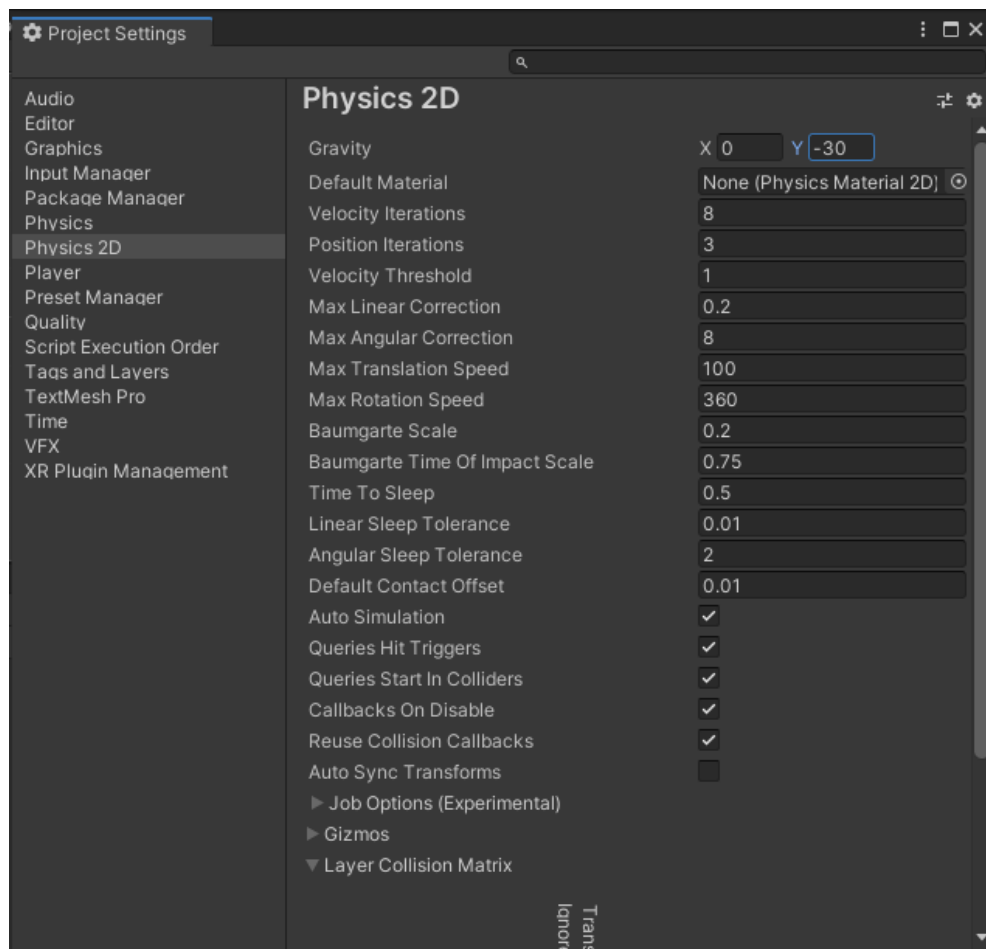 Project Settings
Audio
Editor
Graphics
Input Manager
Package Manager
Physics
Physics 2D
Player
Preset Manager
Quality
Script Execution Order
Tags and Layers
TextMesh Pro
Time
VFX
XR Plugin Management
Physics 2D
Gravity X 0 Y -30
Default Material None (Physics Material 2D)
Velocity Iterations 8
Position Iterations 3
Velocity Threshold 1
Max Linear Correction 0.2
Max Angular Correction 8
Max Translation Speed 100
Max Rotation Speed 360
Baumgarte Scale 0.2
Baumgarte Time Of Impact Scale 0.75
Time To Sleep 0.5
Linear Sleep Tolerance 0.01
Angular Sleep Tolerance 2
Default Contact Offset 0.01
Auto Simulation
Queries Hit Triggers
Queries Start In Colliders
Callbacks On Disable
Reuse Collision Callbacks
Auto Sync Transforms
Job Options (Experimental)
Gizmos
Layer Collision Matrix